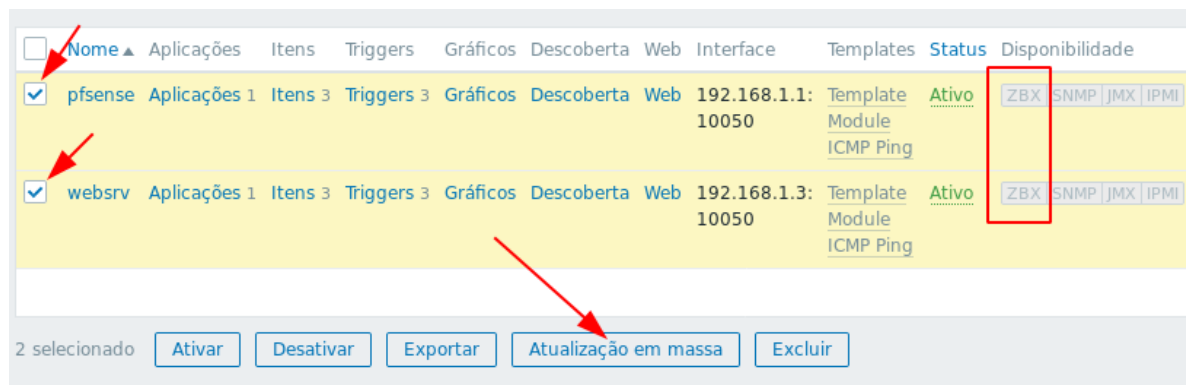 Nome ▲ Aplicações Itens Triggers Gráficos Descoberta Web Interface Templates Status Disponibilidade
pfsense Aplicações 1 Itens 3 Triggers 3 Gráficos Descoberta Web 192.168.1.1: Template Ativo ZBX SNMP JMX IPMI
10050 Module
ICMP Ping
websrv Aplicações 1 Itens 3 Triggers 3 Gráficos Descoberta Web 192.168.1.3: Template Ativo ZBX SNMP JMX IPMI
10050 Module
ICMP Ping
2 selecionado Ativar Desativar Exportar Atualização em massa Excluir